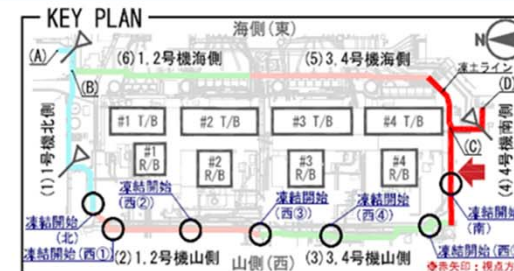 KEY PLAN
海側(東)
N
(A)
(6)1.2号機海側
(5)3.4号機海側
凍土ライン
(B)
(D)
#1 T/B
#2 T/B
#3 T/B
#4 T/B
(C)
(1)1号機北側
(4)4号機南側
#1
R/B
#2
R/B
#3
R/B
#4
R/B
凍結開始
(西②)
凍結開始
(西③)
凍結開始
(西④)
凍結開始
(北)
凍結開始
(南)
凍結開始(西①)
(2)1.2号機山側
(3)3.4号機山側
凍結開始(西
山側(西)
赤矢印:視点方